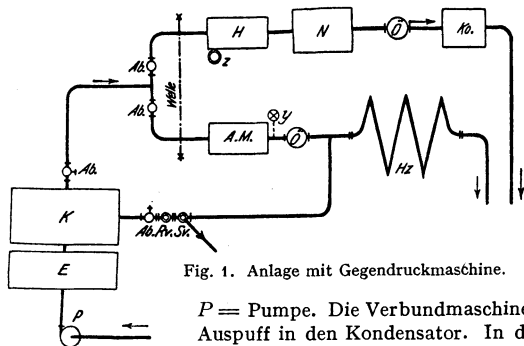 H
N
Ö
Ko.
Ab.
z
Welle
Ab.
y
A.M.
Ö
Hz
Ab.
K
Ab. Rv. Sv.
E
P
Fig. 1. Anlage mit Gegendruckmaschine.
P = Pumpe. Die Verbundmaschine
Auspuff in den Kondensator. In d